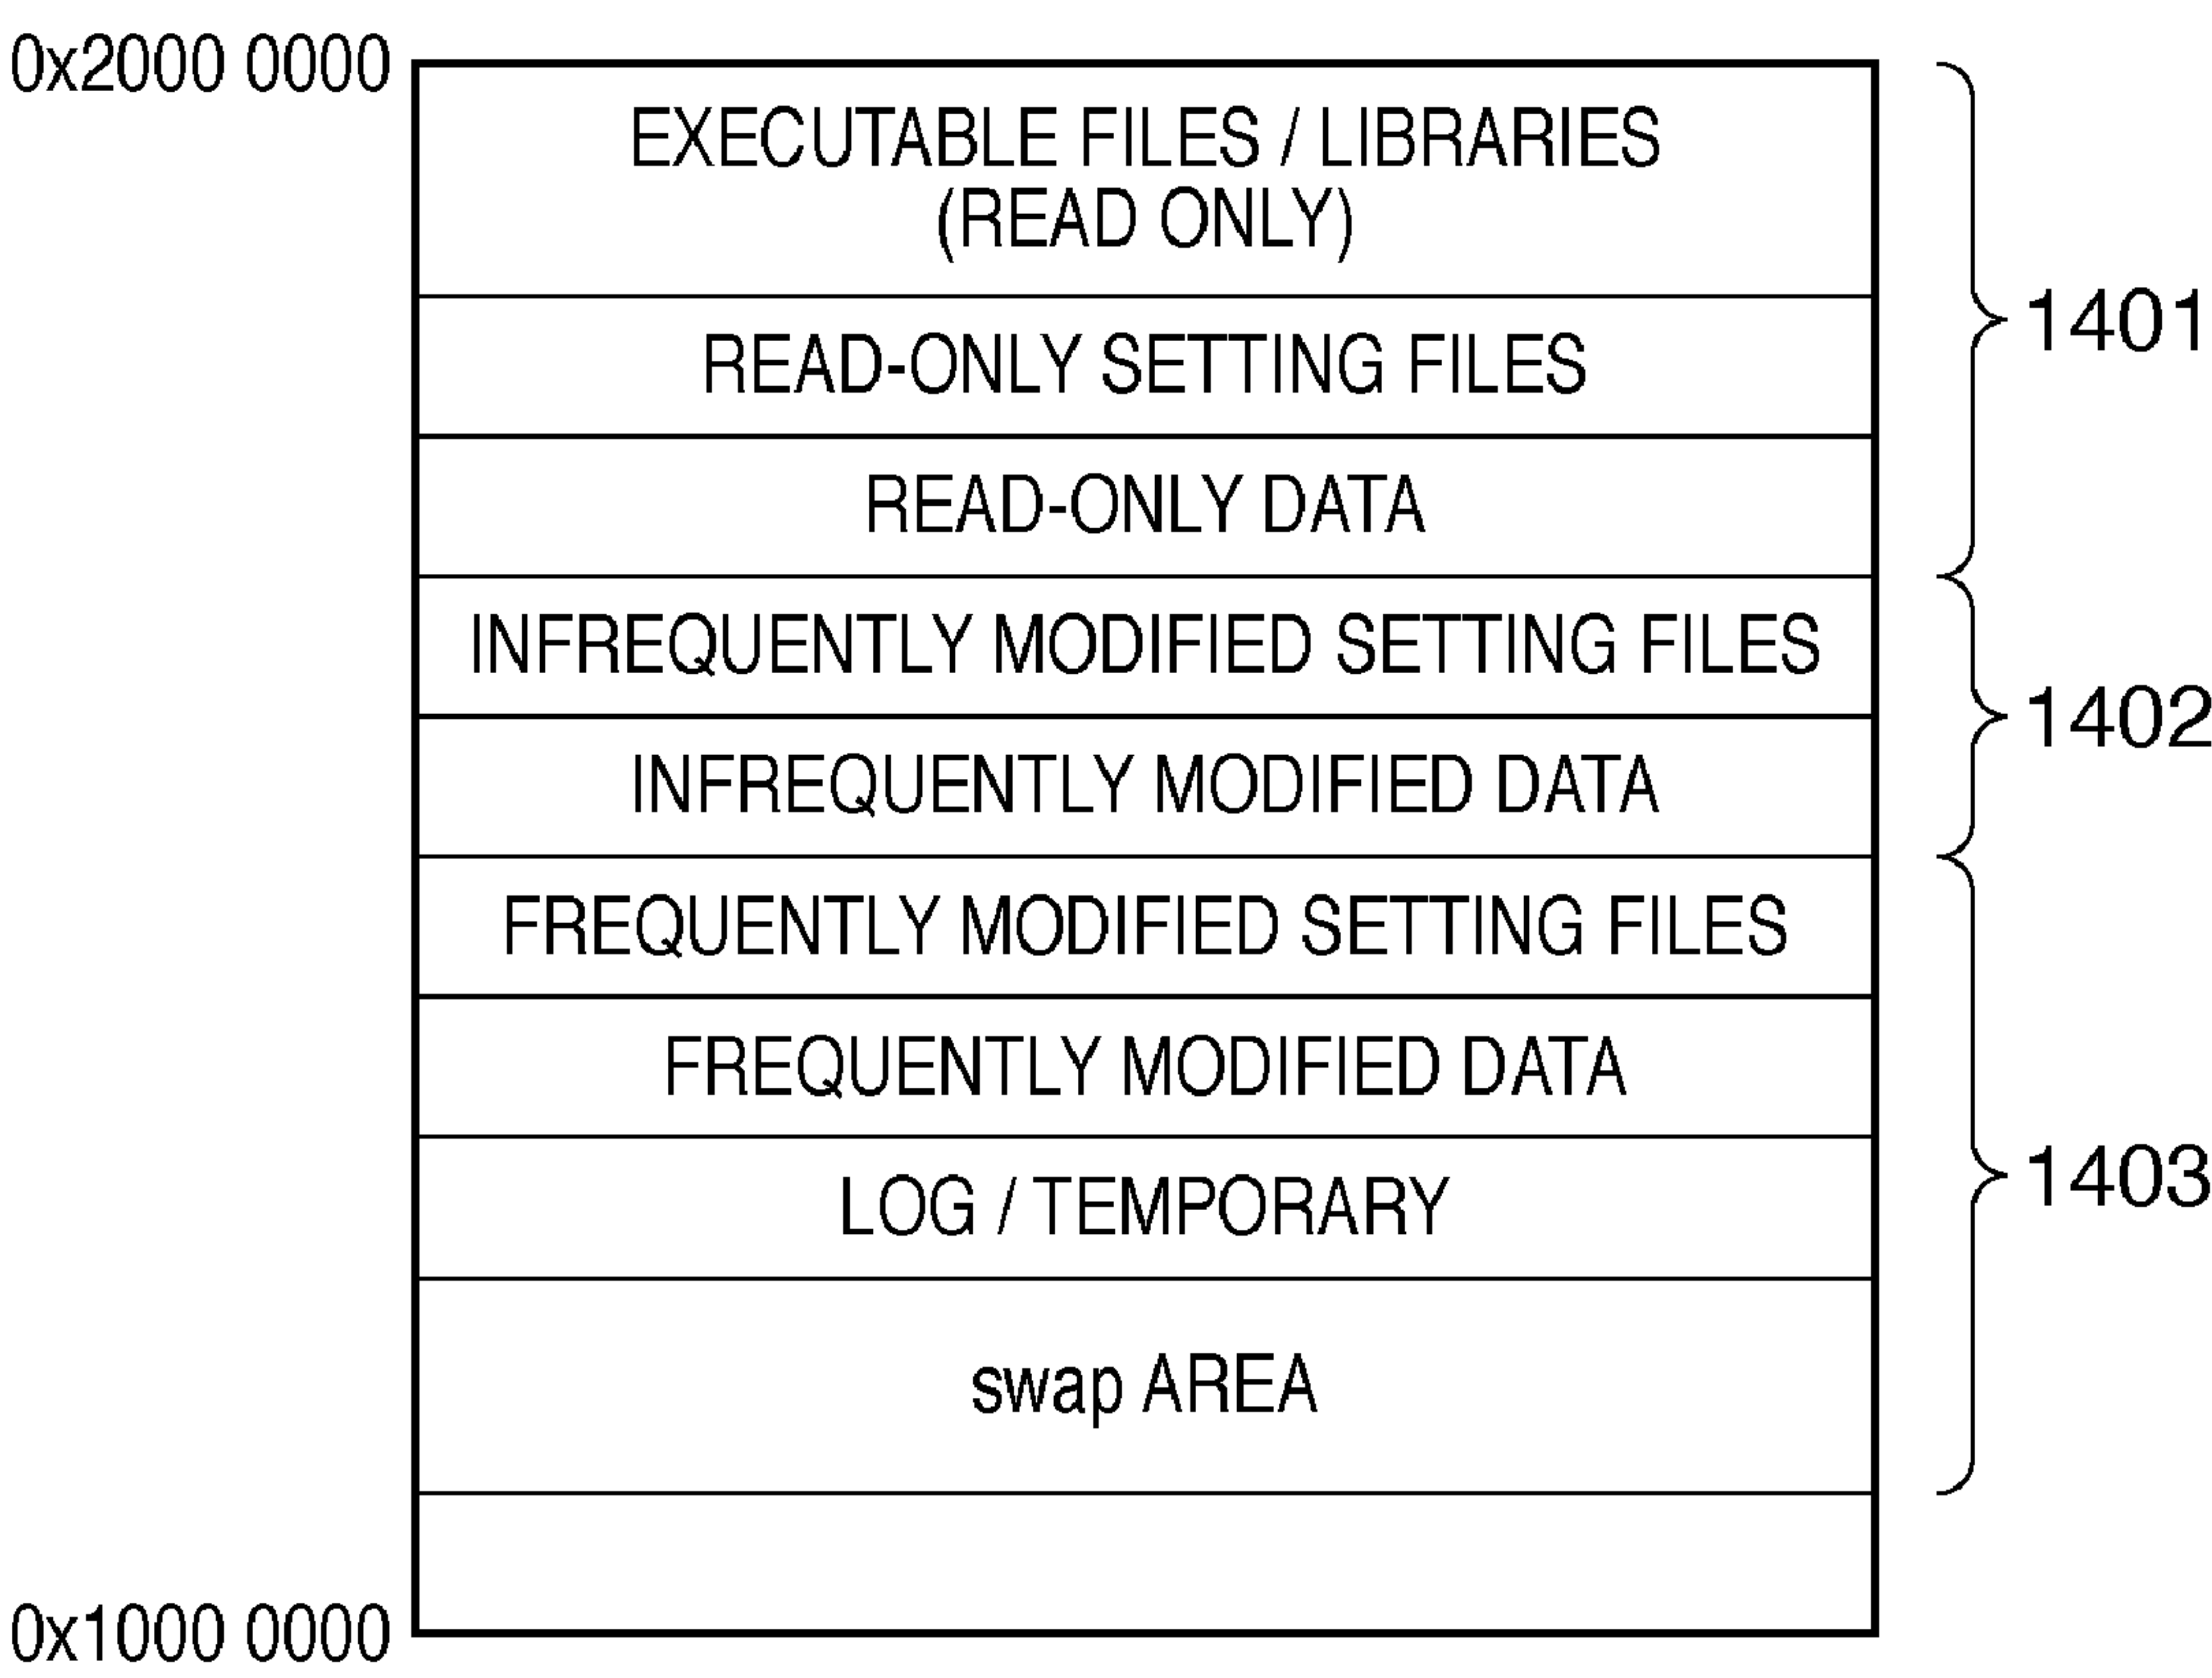 0x2000 0000
EXECUTABLE FILES / LIBRARIES
(READ ONLY)
READ-ONLY SETTING FILES
1401
READ-ONLY DATA
INFREQUENTLY MODIFIED SETTING FILES
1402
INFREQUENTLY MODIFIED DATA
FREQUENTLY MODIFIED SETTING FILES
FREQUENTLY MODIFIED DATA
1403
LOG / TEMPORARY
swap AREA
0x1000 0000